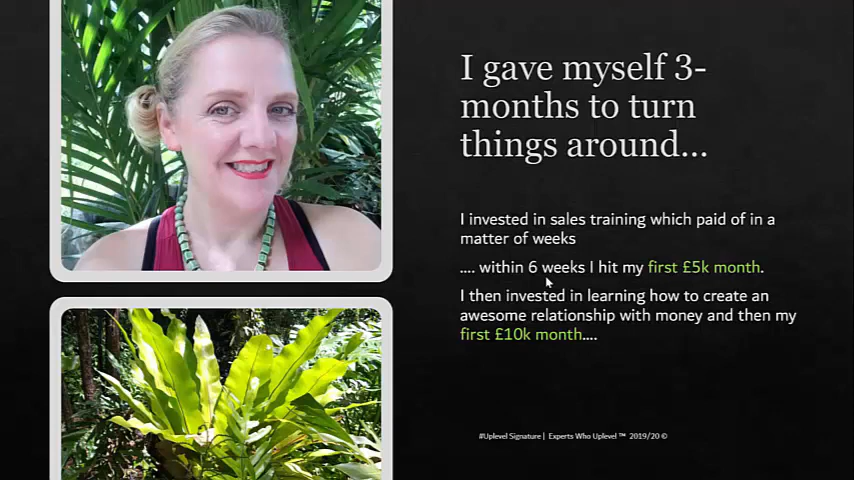 I gave myself 3-
months to turn
things around...
I invested in sales training which paid of in a
matter of weeks
.... within 6 weeks I hit my first £5k month.
I then invested in learning how to create an
awesome relationship with money and then my
first £10k month....
#Uplevel Signature | Experts Who Uplevel ™ 2019/20 ©